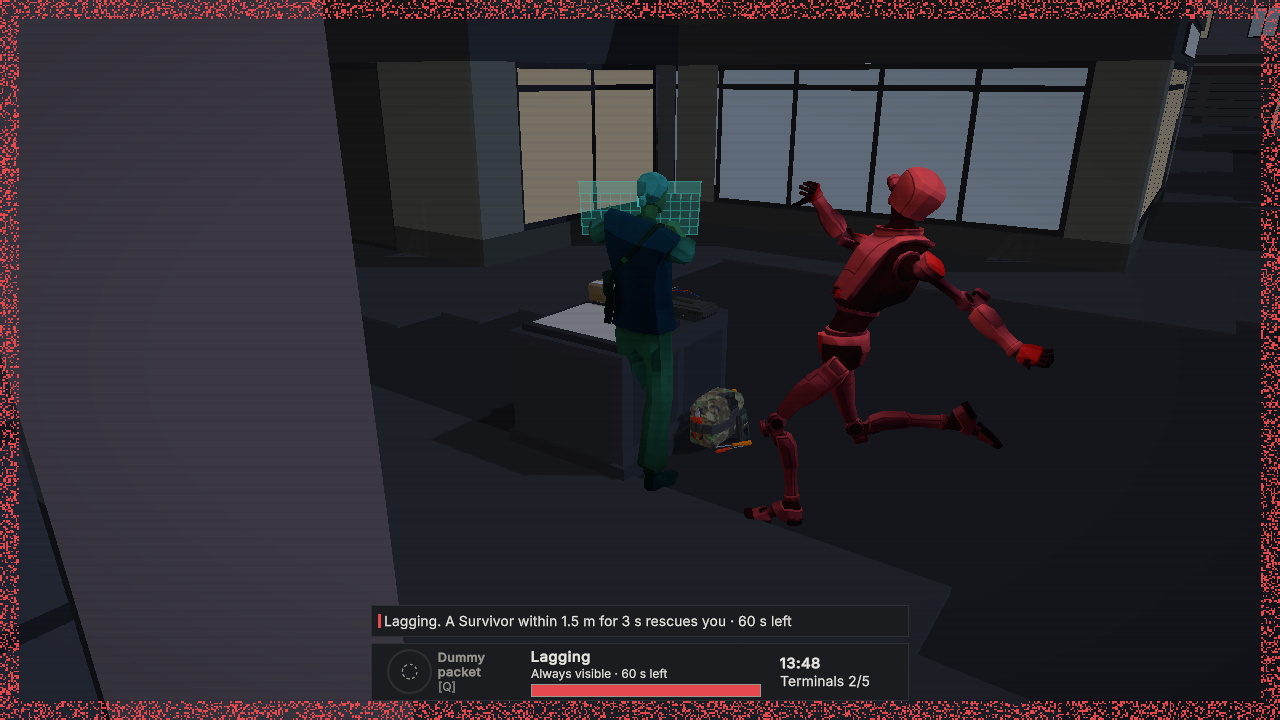 Lagging. A Survivor within 1.5 m for 3 s rescues you · 60 s left
Dummy packet
[Q]
Lagging
Always visible · 60 s left
13:48
Terminals 2/5